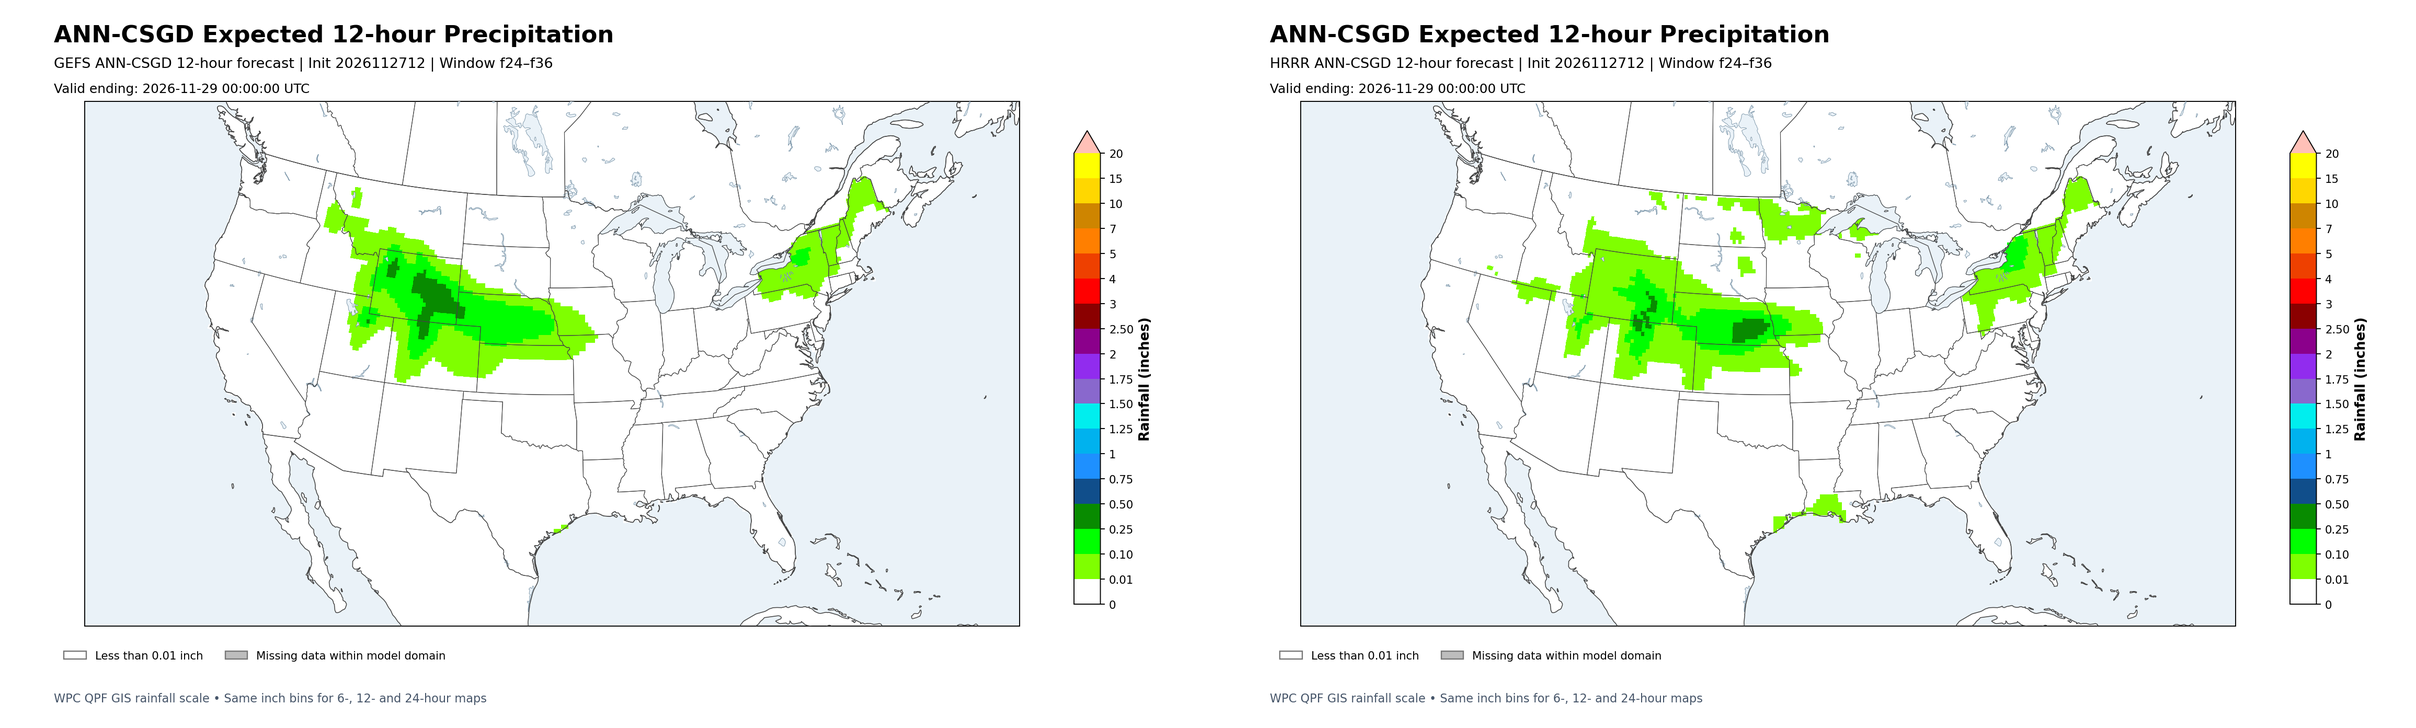 ANN-CSGD Expected 12-hour Precipitation
GEFS ANN-CSGD 12-hour forecast | Init 2026112712 | Window f24–f36
Valid ending: 2026-11-29 00:00:00 UTC
20
15
10
7
5
4
3
2.50
2
1.75
1.50
1.25
1
0.75
0.50
0.25
0.10
0.01
0
Rainfall (inches)
Less than 0.01 inch
Missing data within model domain
WPC QPF GIS rainfall scale • Same inch bins for 6-, 12- and 24-hour maps
ANN-CSGD Expected 12-hour Precipitation
HRRR ANN-CSGD 12-hour forecast | Init 2026112712 | Window f24–f36
Valid ending: 2026-11-29 00:00:00 UTC
20
15
10
7
5
4
3
2.50
2
1.75
1.50
1.25
1
0.75
0.50
0.25
0.10
0.01
0
Rainfall (inches)
Less than 0.01 inch
Missing data within model domain
WPC QPF GIS rainfall scale • Same inch bins for 6-, 12- and 24-hour maps